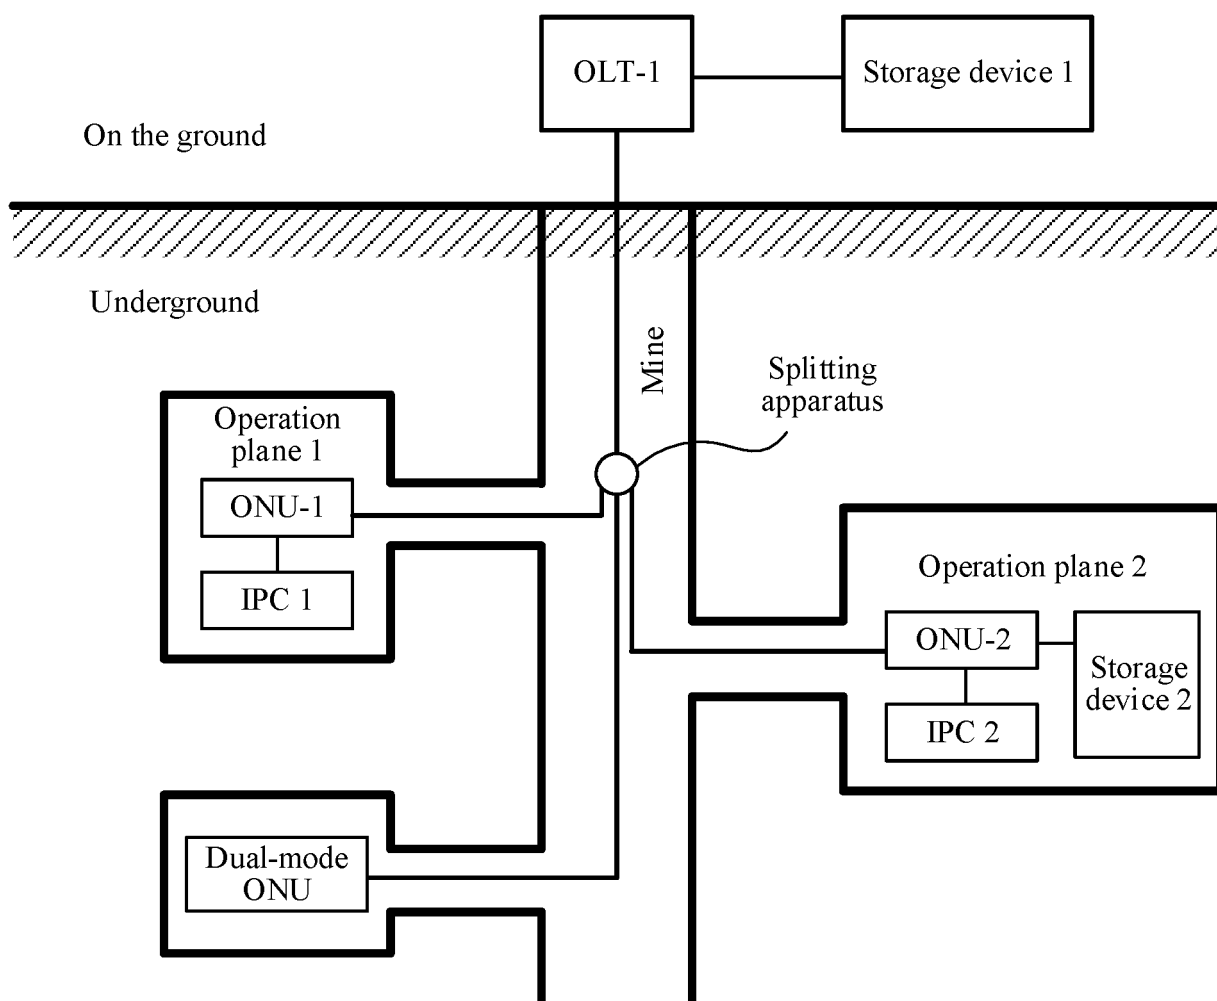 OLT-1
Storage device 1
On the ground
Underground
Mine
Splitting
apparatus
Operation
plane 1
ONU-1
IPC 1
Operation plane 2
ONU-2
Storage
device 2
IPC 2
Dual-mode
ONU